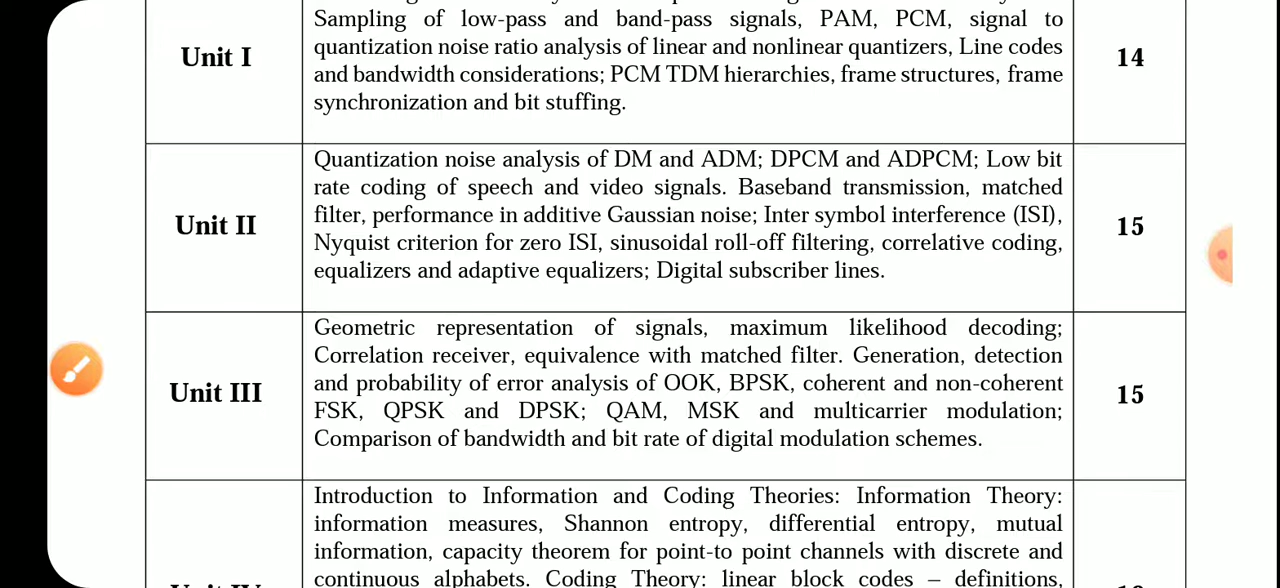 Sampling of low-pass and band-pass signals, PAM, PCM, signal to
quantization noise ratio analysis of linear and nonlinear quantizers, Line codes
and bandwidth considerations; PCM TDM hierarchies, frame structures, frame
synchronization and bit stuffing.
Unit I
14
Quantization noise analysis of DM and ADM; DPCM and ADPCM; Low bit
rate coding of speech and video signals. Baseband transmission, matched
filter, performance in additive Gaussian noise; Inter symbol interference (ISI),
Nyquist criterion for zero ISI, sinusoidal roll-off filtering, correlative coding,
equalizers and adaptive equalizers; Digital subscriber lines.
Unit II
15
Geometric representation of signals, maximum likelihood decoding;
Correlation receiver, equivalence with matched filter. Generation, detection
and probability of error analysis of OOK, BPSK, coherent and non-coherent
FSK, QPSK and DPSK; QAM, MSK and multicarrier modulation;
Comparison of bandwidth and bit rate of digital modulation schemes.
Unit III
15
Introduction to Information and Coding Theories: Information Theory:
information measures, Shannon entropy, differential entropy, mutual
information, capacity theorem for point-to point channels with discrete and
continuous alphabets. Coding Theory: linear block codes – definitions,